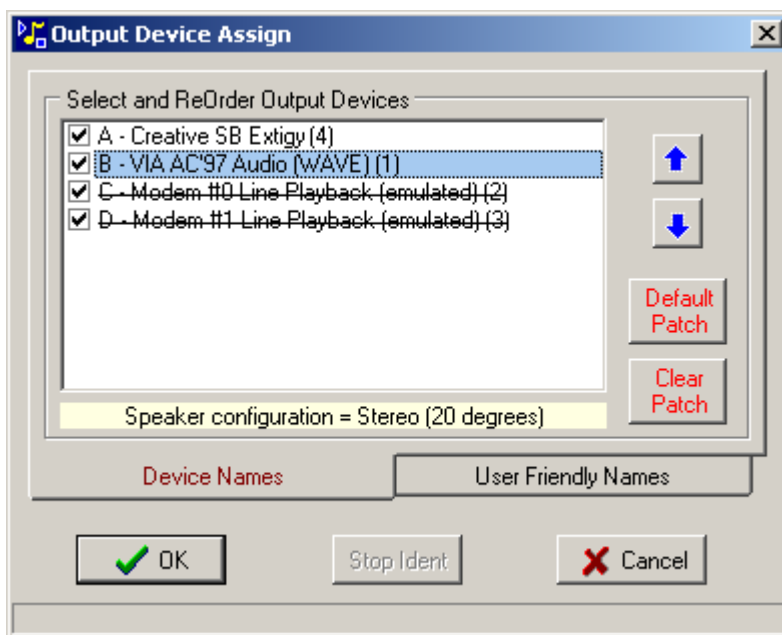 Output Device Assign
Select and ReOrder Output Devices
A - Creative SB Extigy (4)
B - VIA AC'97 Audio (WAVE) (1)
C - Modem #0 Line Playback (emulated) (2)
D - Modem #1 Line Playback (emulated) (3)
Default
Patch
Clear
Patch
Speaker configuration = Stereo (20 degrees)
Device Names
User Friendly Names
OK
Stop Ident
Cancel